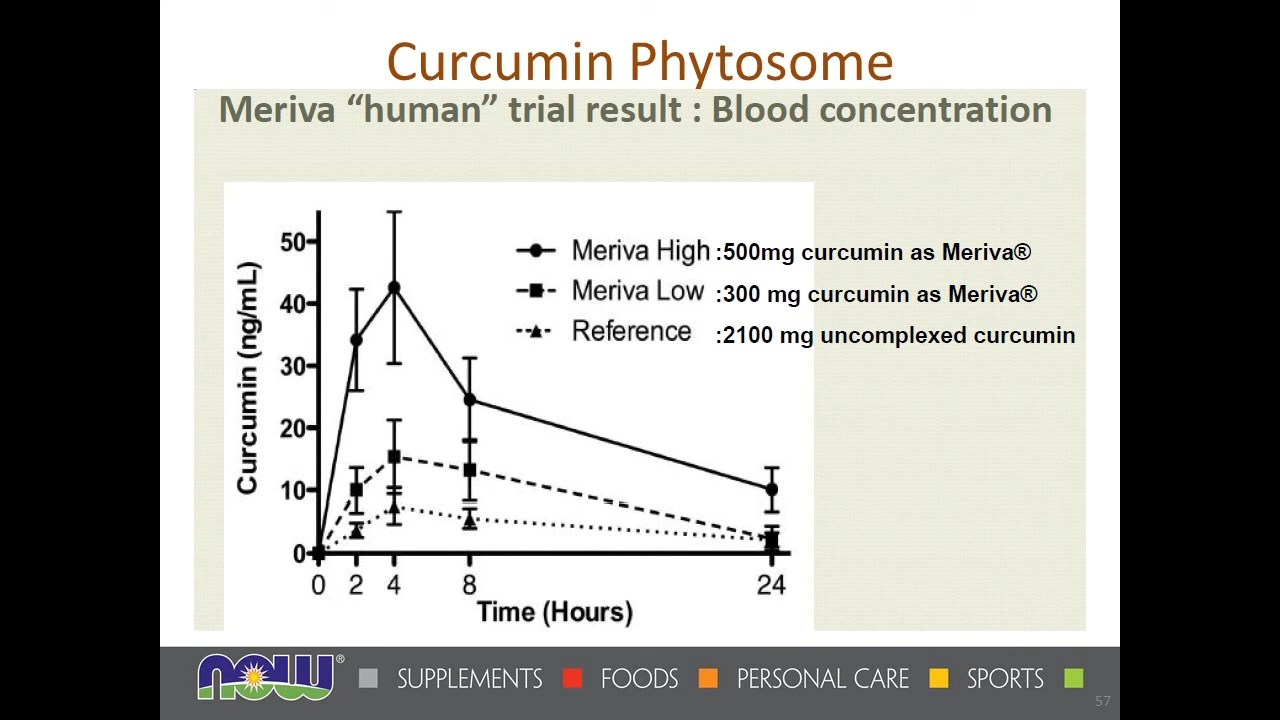 Curcumin Phytosome
Meriva “human” trial result : Blood concentration
Curcumin (ng/mL)
50
40
30
20
10
0
Meriva High :500mg curcumin as Meriva®
Meriva Low :300 mg curcumin as Meriva®
Reference :2100 mg uncomplexed curcumin
0 2 4 8 24
Time (Hours)
NOW® SUPPLEMENTS FOODS PERSONAL CARE SPORTS
57